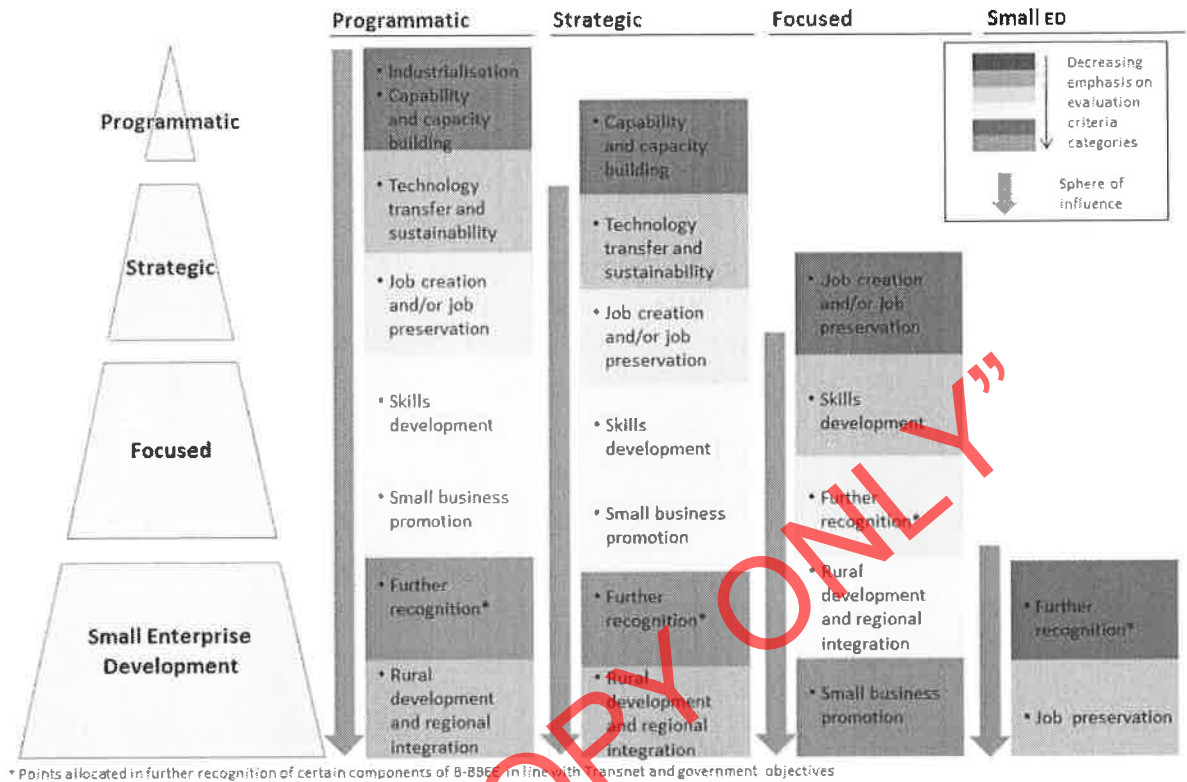 Programmatic
Strategic
Focused
Small ED
Decreasing
emphasis on
evaluation
criteria
categories
Sphere of
influence
Programmatic
Strategic
Focused
Small Enterprise
Development
• Industrialisation
• Capability
and capacity
building
• Technology
transfer and
sustainability
• Job creation
and/or job
preservation
• Skills
development
• Small business
promotion
• Further
recognition*
• Rural
development
and regional
integration
• Capability
and capacity
building
• Technology
transfer and
sustainability
• Job creation
and/or job
preservation
• Skills
development
• Small business
promotion
• Further
recognition*
• Rural
development
and regional
integration
• Job creation
and/or job
preservation
• Skills
development
• Further
recognition*
• Rural
development
and regional
integration
• Small business
promotion
• Further
recognition*
• Job preservation
* Points allocated in further recognition of certain components of B-BBEE in line with Transnet and government objectives
OPY ONLY”